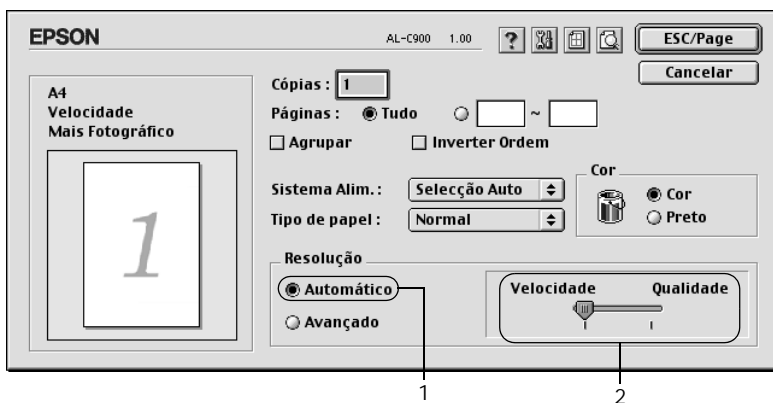 EPSON
AL-C900 1.00
?
ESC/Page
Cancelar
A4
Velocidade
Mais Fotográfico
1
Cópias : 1
Páginas : Tudo ~
Agrupar Inverter Ordem
Sistema Alim. : Selecção Auto
Tipo de papel : Normal
Cor
Cor
Preto
Resolução
Automático
Avançado
Velocidade Qualidade
1 2